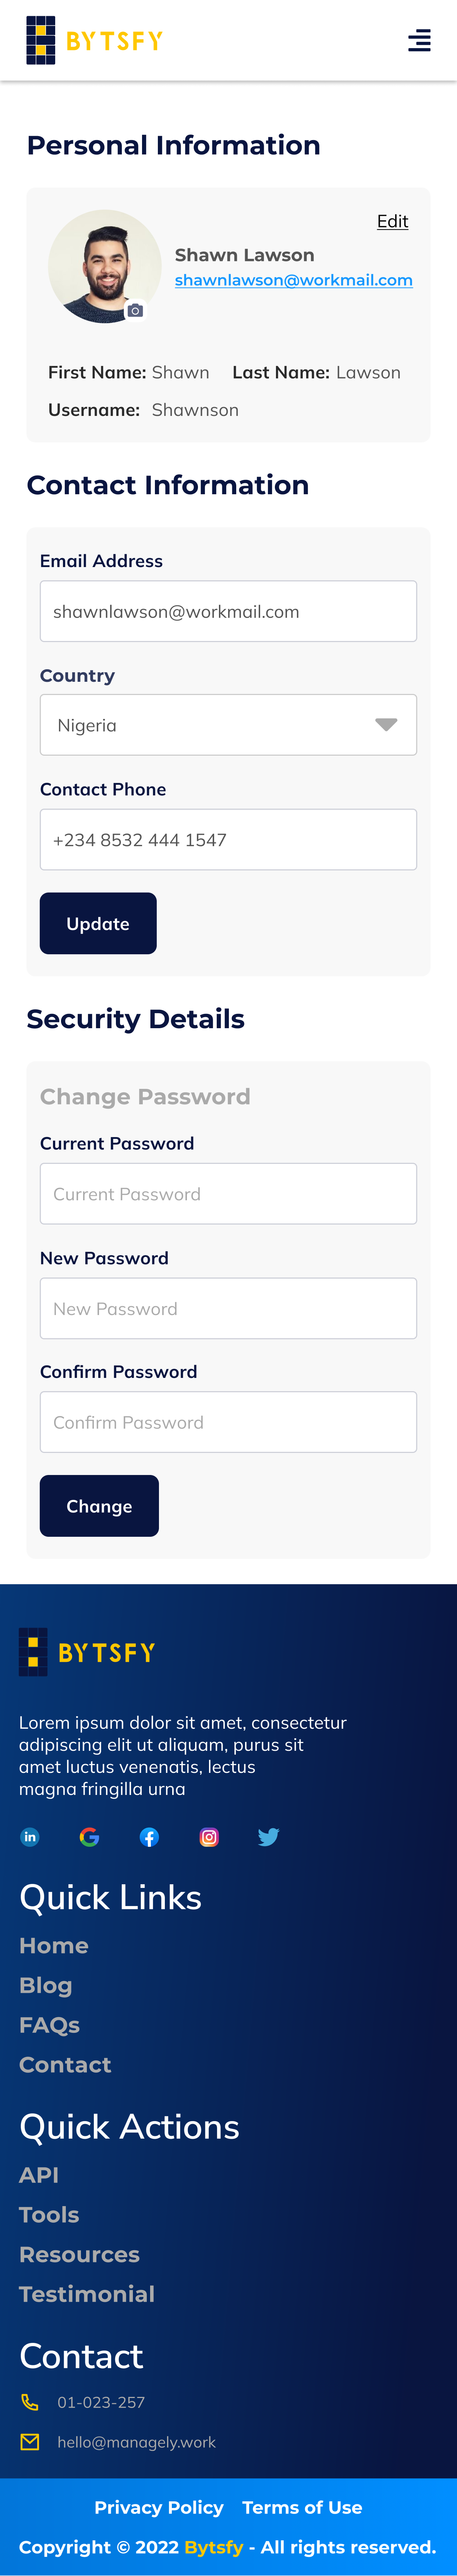 BYTSFY
Personal Information
Edit
Shawn Lawson
shawnlawson@workmail.com
First Name: Shawn Last Name: Lawson
Username: Shawnson
Contact Information
Email Address
shawnlawson@workmail.com
Country
Nigeria
Contact Phone
+234 8532 444 1547
Update
Security Details
Change Password
Current Password
Current Password
New Password
New Password
Confirm Password
Confirm Password
Change
BYTSFY
Lorem ipsum dolor sit amet, consectetur
adipiscing elit ut aliquam, purus sit
amet luctus venenatis, lectus
magna fringilla urna
Quick Links
Home
Blog
FAQs
Contact
Quick Actions
API
Tools
Resources
Testimonial
Contact
01-023-257
hello@managely.work
Privacy Policy Terms of Use
Copyright © 2022 Bytsfy - All rights reserved.